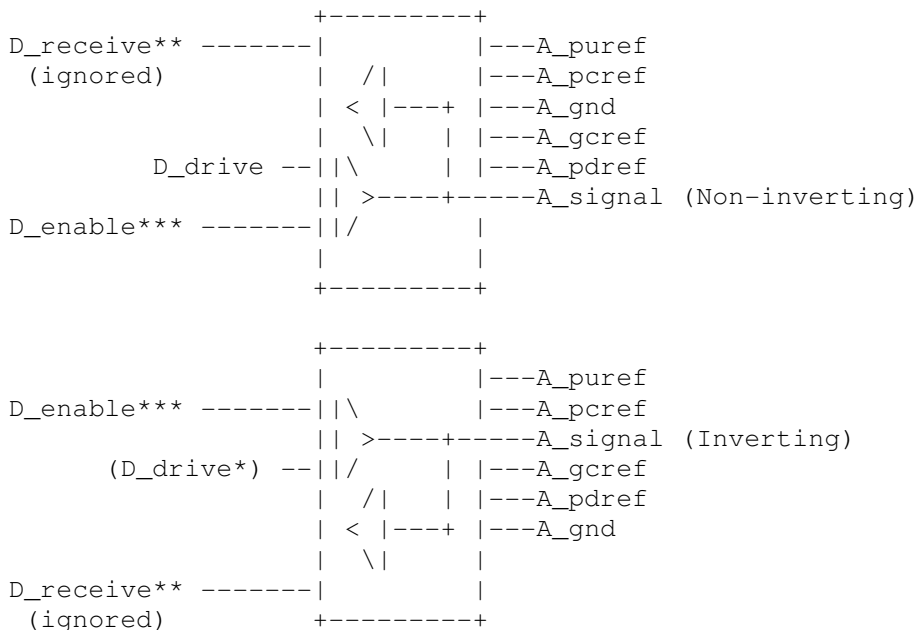 D_receive** -------| |---A_puref
(ignored) | /| |---A_pcref
| < |---+ |---A_gnd
| \| | |---A_gcref
D_drive --||\ | |---A_pdref
|| >----+-----A_signal (Non-inverting)
D_enable*** -------||/ |
| |
+---------+
+---------+
| |---A_puref
D_enable*** -------||\ |---A_pcref
|| >----+-----A_signal (Inverting)
(D_drive*) --||/ | |---A_gcref
| /| | |---A_pdref
| < |---+ |---A_gnd
| \| |
D_receive** -------| |
(ignored) +---------+